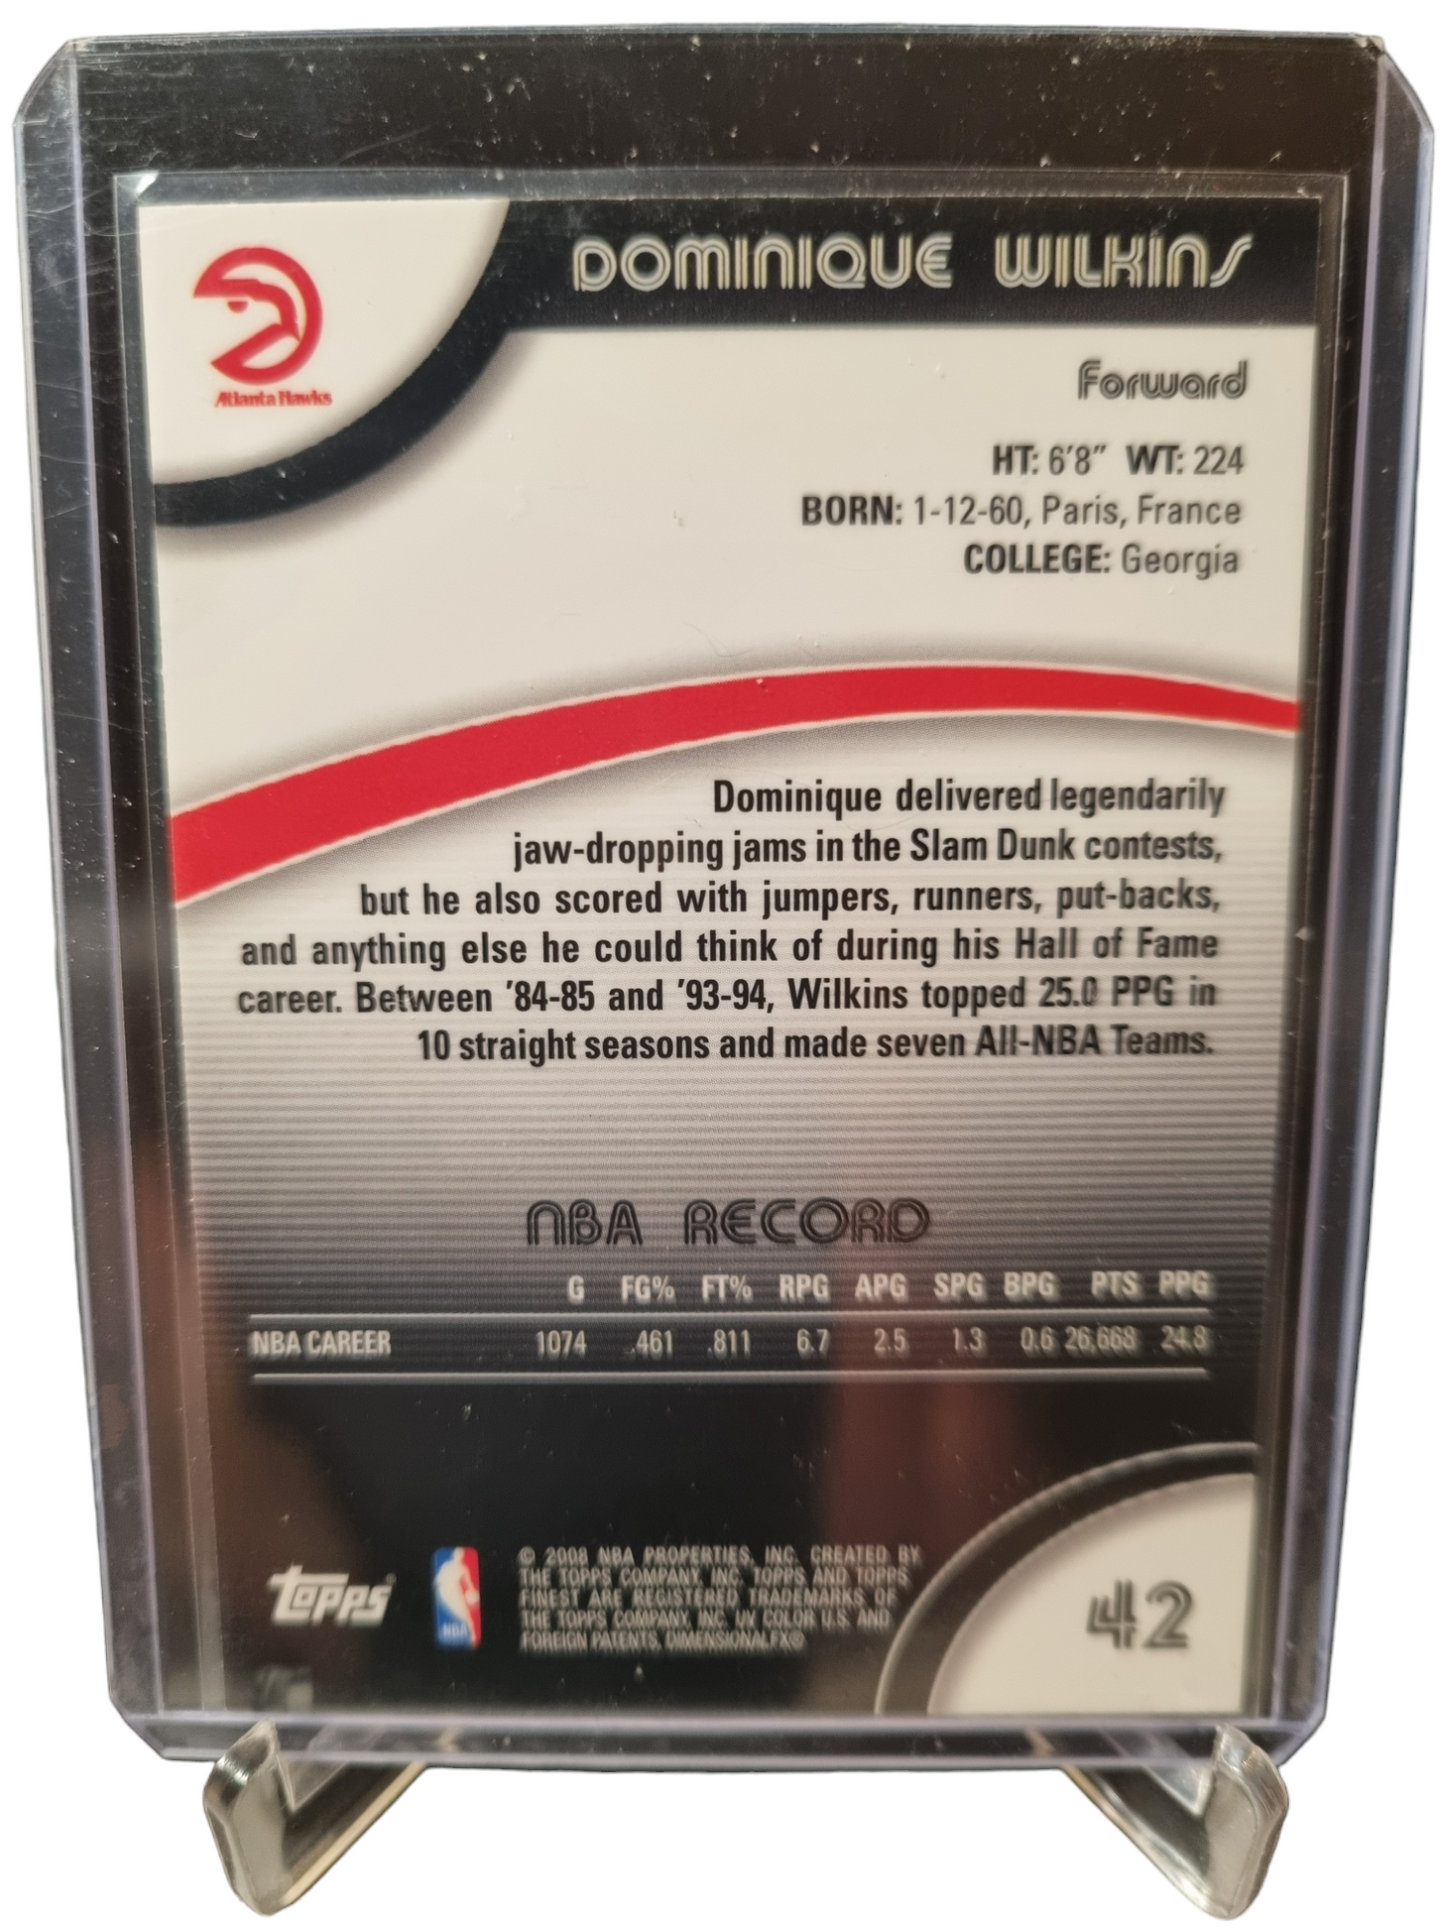 DOMINIQUE WILKINS
Atlanta Hawks
Forward
HT: 6'8" WT: 224
BORN: 1-12-60, Paris, France
COLLEGE: Georgia
Dominique delivered legendarily
jaw-dropping jams in the Slam Dunk contests,
but he also scored with jumpers, runners, put-backs,
and anything else he could think of during his Hall of Fame
career. Between '84-85 and '93-94, Wilkins topped 25.0 PPG in
10 straight seasons and made seven All-NBA Teams.
NBA RECORD
G FG% FT% RPG APG SPG BPG PTS PPG
NBA CAREER 1074 .461 .811 6.7 2.5 1.3 0.6 26,668 24.8
© 2008 NBA PROPERTIES, INC. CREATED BY
THE TOPPS COMPANY, INC. TOPPS AND TOPPS
FINEST ARE REGISTERED TRADEMARKS OF
THE TOPPS COMPANY, INC. UV COLOR U.S. AND
FOREIGN PATENTS, DIMENSIONALFX®
topps
NBA
42